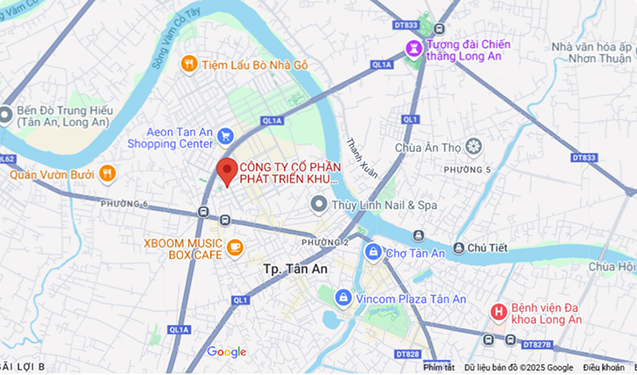 DT833
DT833
Tượng đài Chiến
thắng Long An
Nhà văn hóa ấp
Nhơn Thuận
Sông Vàm Cỏ Tây
Tiệm Lẩu Bò Nhà Gỗ
QL1A
Bến Đò Trung Hiếu
(Tân An, Long An)
QL1A
QL1
DT833
Aeon Tan An
Shopping Center
Thanh Xuân
Chùa An Thọ
QL62
CÔNG TY CỔ PHẦN
PHÁT TRIỂN KHU...
PHƯỜNG 5
Quán Vườn Bưởi
PHƯỜNG 6
Thùy Linh Nail & Spa
XBOOM MUSIC
BOX CAFE
PHƯỜNG 2
Chú Tiết
Chợ Tân An
Chùa Hội
Tp. Tân An
QL1
Vincom Plaza Tân An
Bệnh viện Đa
khoa Long An
QL1A
DT827B
Google
DT828
ÃI LỢI B
Phím tắt
Dữ liệu bản đồ ©2025 Google
Điều khoản